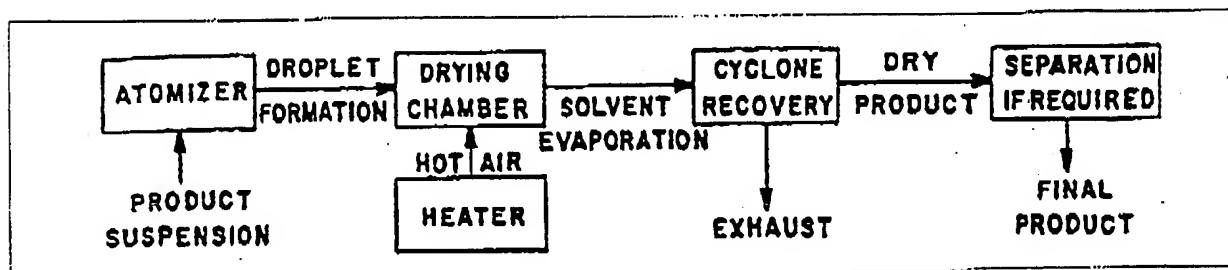 ATOMIZER
DROPLET
FORMATION
DRYING
CHAMBER
SOLVENT
EVAPORATION
CYCLONE
RECOVERY
DRY
PRODUCT
SEPARATION
IF REQUIRED
PRODUCT
SUSPENSION
HOT AIR
HEATER
EXHAUST
FINAL
PRODUCT